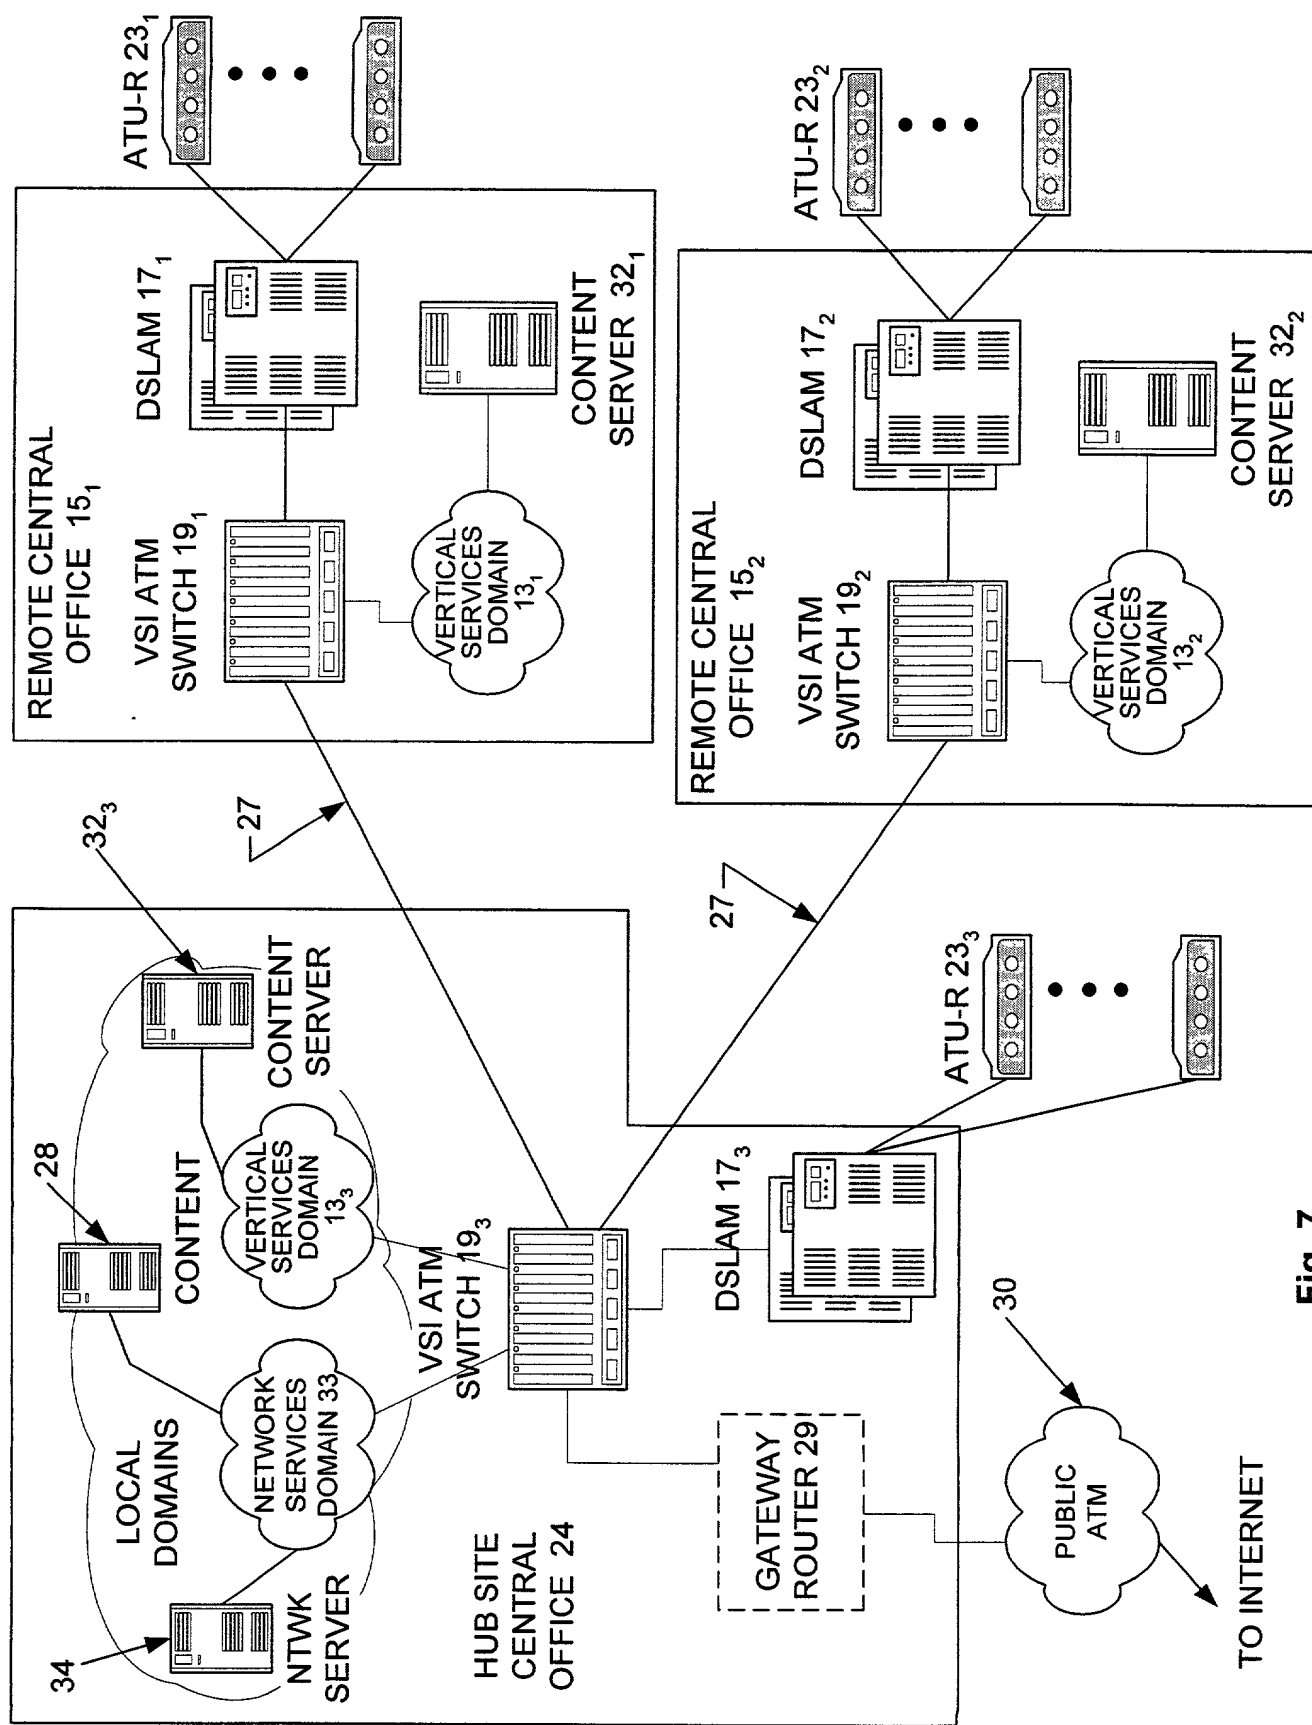 34
NTWK
SERVER
LOCAL
DOMAINS
NETWORK
SERVICES
DOMAIN 33
28
CONTENT
VERTICAL
SERVICES
DOMAIN
13₃
32₃
CONTENT
SERVER
HUB SITE
CENTRAL
OFFICE 24
VSI ATM
SWITCH 19₃
GATEWAY
ROUTER 29
DSLAM 17₃
ATU-R 23₃
PUBLIC
ATM
30
TO INTERNET
27
27
REMOTE CENTRAL
OFFICE 15₁
VSI ATM
SWITCH 19₁
DSLAM 17₁
ATU-R 23₁
VERTICAL
SERVICES
DOMAIN
13₁
CONTENT
SERVER 32₁
REMOTE CENTRAL
OFFICE 15₂
VSI ATM
SWITCH 19₂
DSLAM 17₂
ATU-R 23₂
VERTICAL
SERVICES
DOMAIN
13₂
CONTENT
SERVER 32₂
Fig. 7